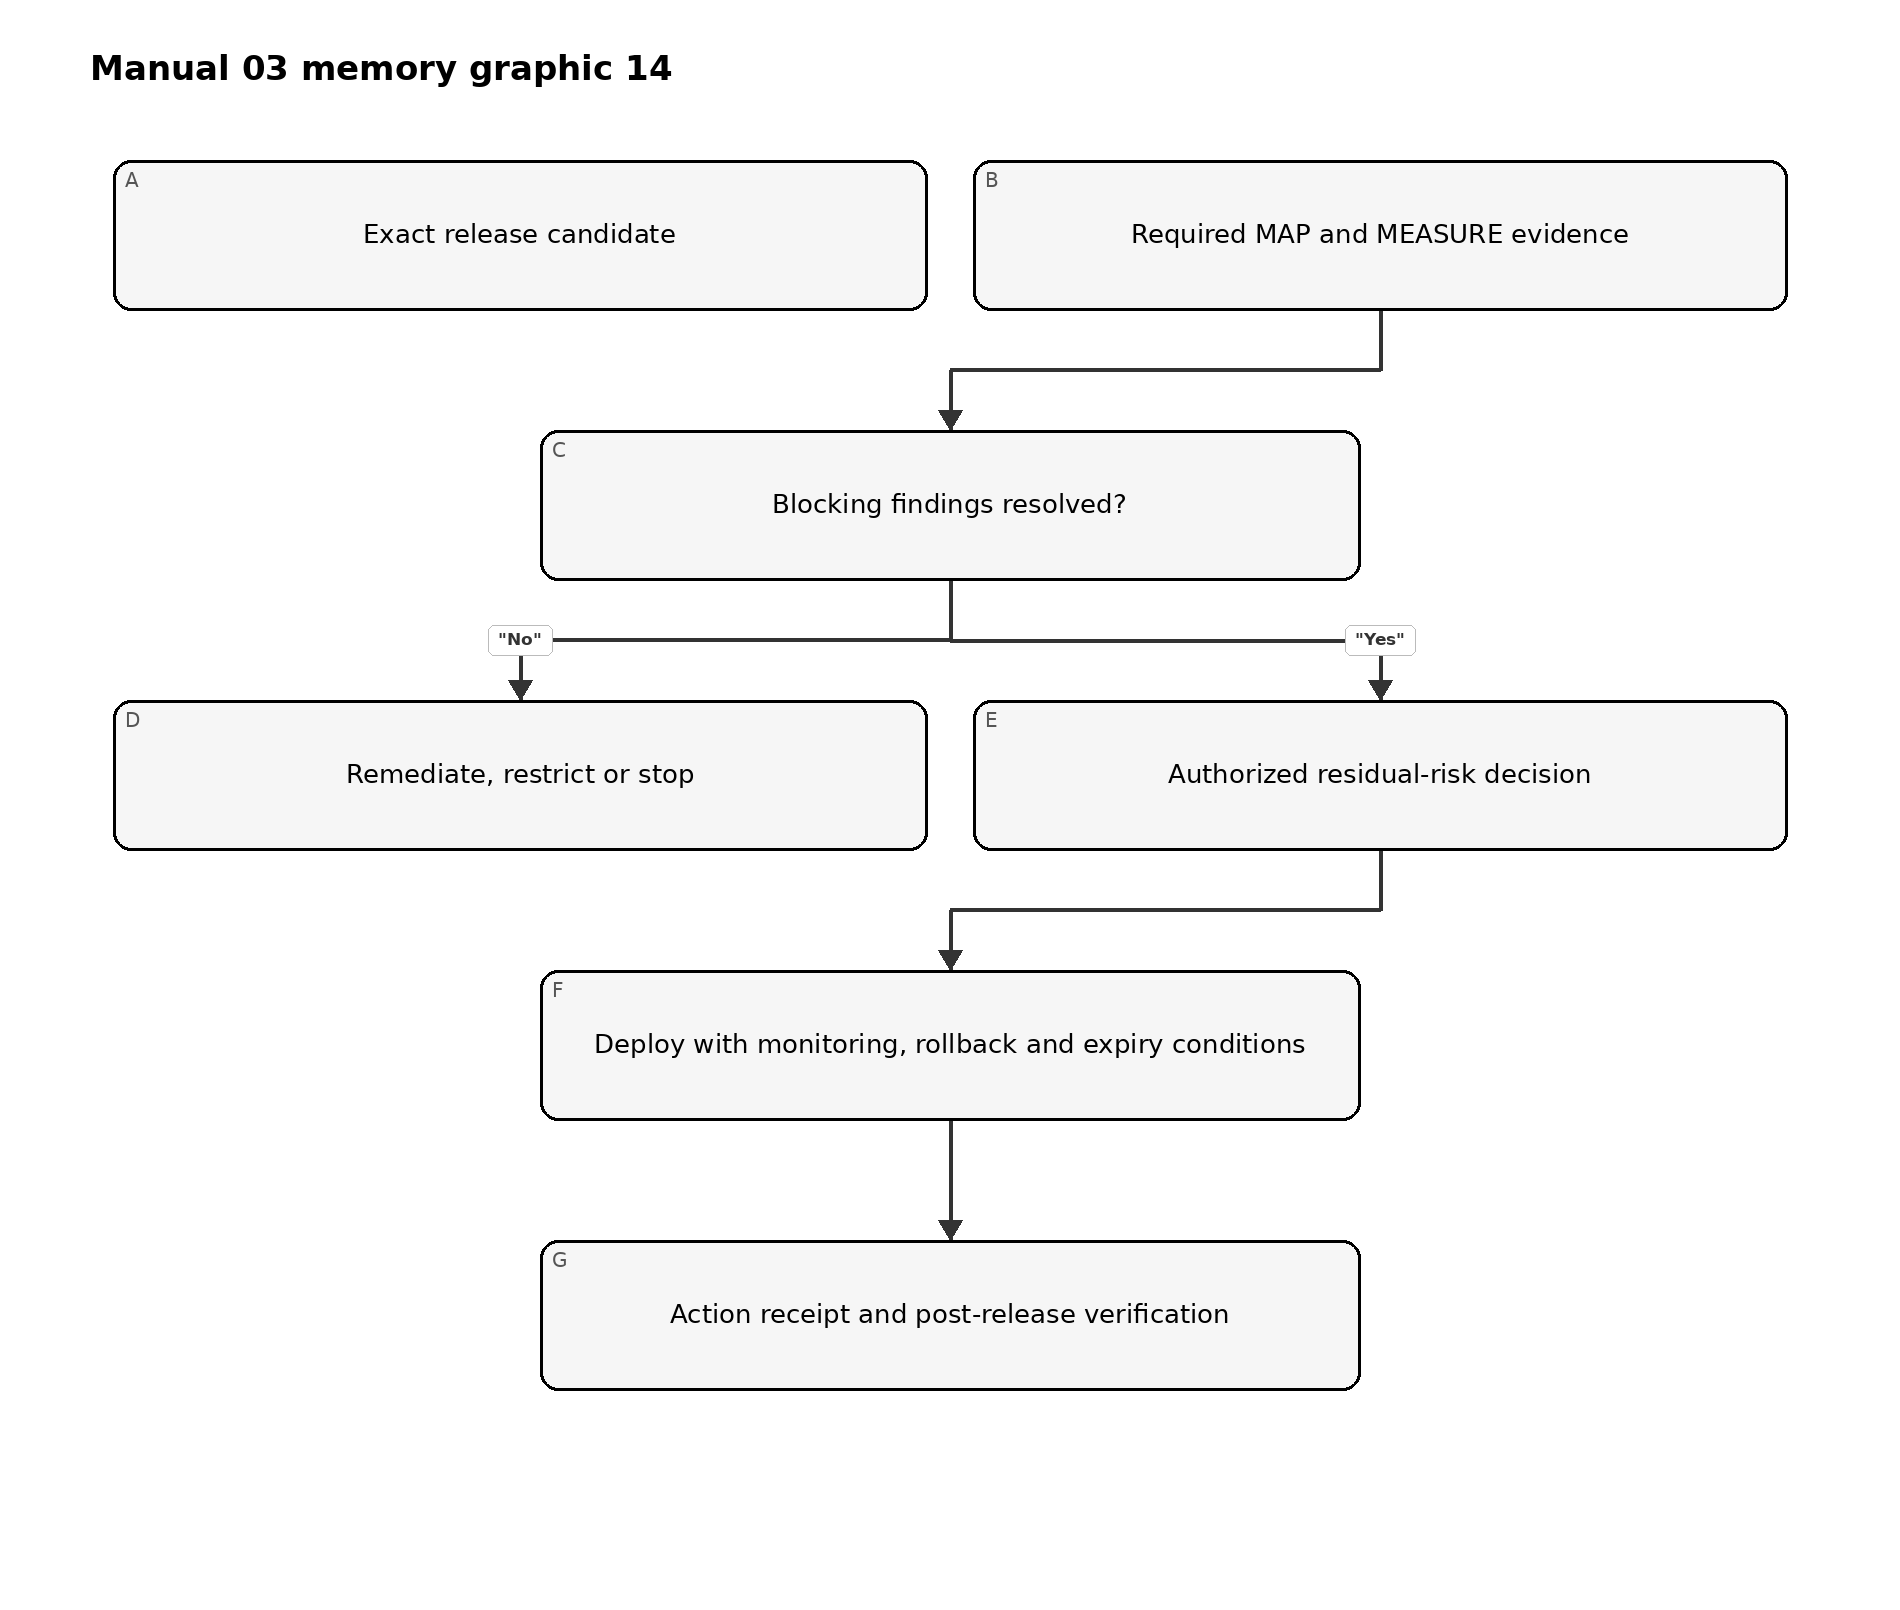 Manual 03 memory graphic 14
A
Exact release candidate
B
Required MAP and MEASURE evidence
C
Blocking findings resolved?
"No"
"Yes"
D
Remediate, restrict or stop
E
Authorized residual-risk decision
F
Deploy with monitoring, rollback and expiry conditions
G
Action receipt and post-release verification